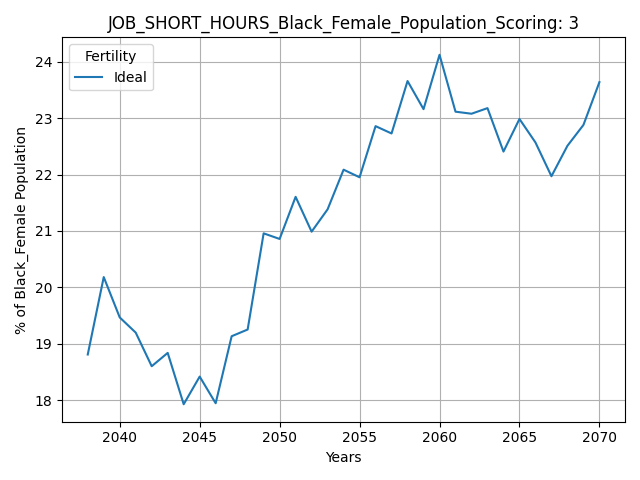 JOB_SHORT_HOURS_Black_Female_Population_Scoring: 3
Fertility
Ideal
% of Black_Female Population
24
23
22
21
20
19
18
2040 2045 2050 2055 2060 2065 2070
Years